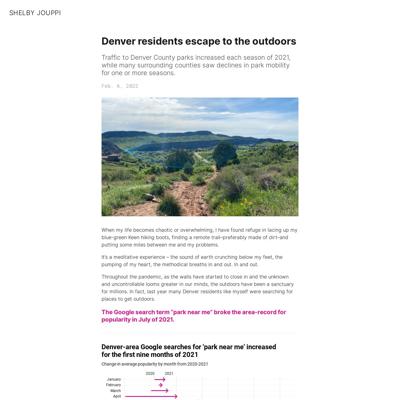 SHELBY JOUPPI
Denver residents escape to the outdoors
Traffic to Denver County parks increased each season of 2021,
while many surrounding counties saw declines in park mobility
for one or more seasons.
Feb. 6, 2022
When my life becomes chaotic or overwhelming, I have found refuge in lacing up my
blue-green Keen hiking boots, finding a remote trail–preferably made of dirt–and
putting some miles between me and my problems.
It's a meditative experience – the sound of earth crunching below my feet, the
pumping of my heart, the methodical breaths in and out. In and out.
Throughout the pandemic, as the walls have started to close in and the unknown
and uncontrollable looms greater in our minds, the outdoors have been a sanctuary
for millions. In fact, last year many Denver residents like myself were searching for
places to get outdoors.
The Google search term "park near me" broke the area-record for
popularity in July of 2021.
Denver-area Google searches for 'park near me' increased
for the first nine months of 2021
Change in average popularity by month from 2020-2021
2020 2021
January
February
March
April